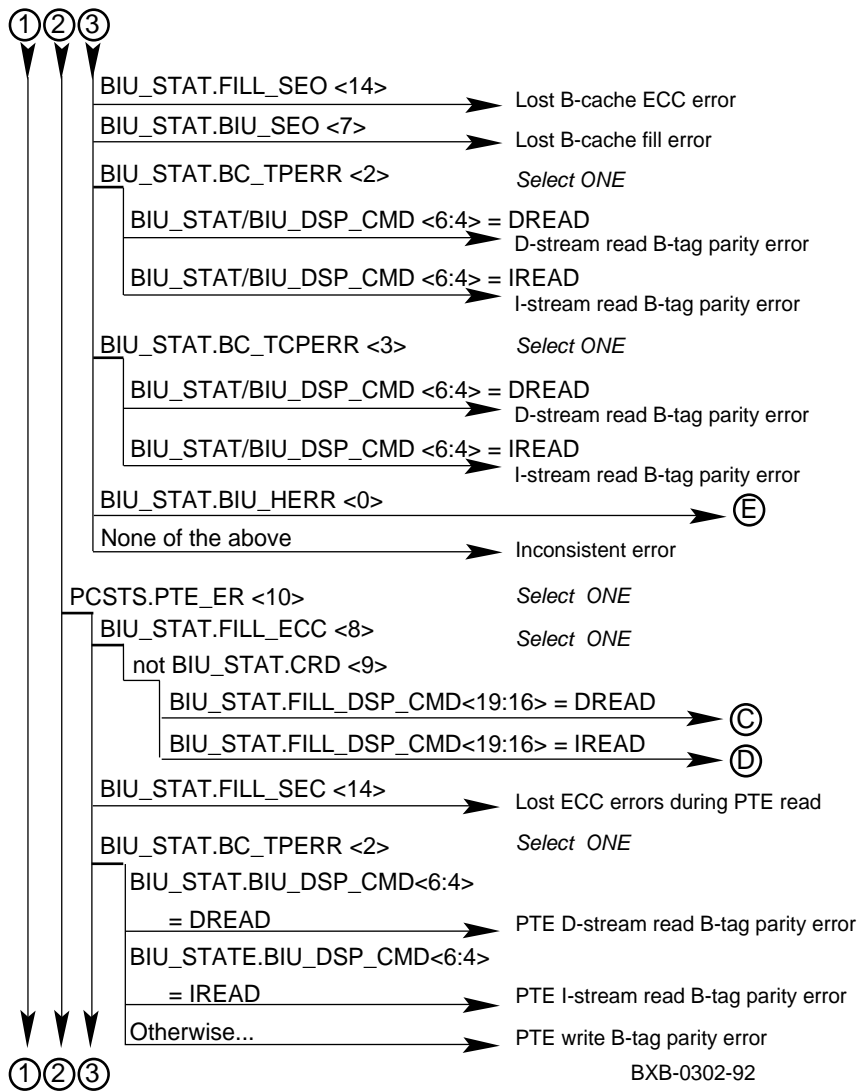 1 2 3
BIU_STAT.FILL_SEO <14>
Lost B-cache ECC error
BIU_STAT.BIU_SEO <7>
Lost B-cache fill error
BIU_STAT.BC_TPERR <2> Select ONE
BIU_STAT/BIU_DSP_CMD <6:4> = DREAD
D-stream read B-tag parity error
BIU_STAT/BIU_DSP_CMD <6:4> = IREAD
I-stream read B-tag parity error
BIU_STAT.BC_TCPERR <3> Select ONE
BIU_STAT/BIU_DSP_CMD <6:4> = DREAD
D-stream read B-tag parity error
BIU_STAT/BIU_DSP_CMD <6:4> = IREAD
I-stream read B-tag parity error
BIU_STAT.BIU_HERR <0> E
None of the above
Inconsistent error
PCSTS.PTE_ER <10> Select ONE
BIU_STAT.FILL_ECC <8> Select ONE
not BIU_STAT.CRD <9>
BIU_STAT.FILL_DSP_CMD<19:16> = DREAD C
BIU_STAT.FILL_DSP_CMD<19:16> = IREAD D
BIU_STAT.FILL_SEC <14>
Lost ECC errors during PTE read
BIU_STAT.BC_TPERR <2> Select ONE
BIU_STAT.BIU_DSP_CMD<6:4>
= DREAD PTE D-stream read B-tag parity error
BIU_STATE.BIU_DSP_CMD<6:4>
= IREAD PTE I-stream read B-tag parity error
Otherwise... PTE write B-tag parity error
1 2 3 BXB-0302-92